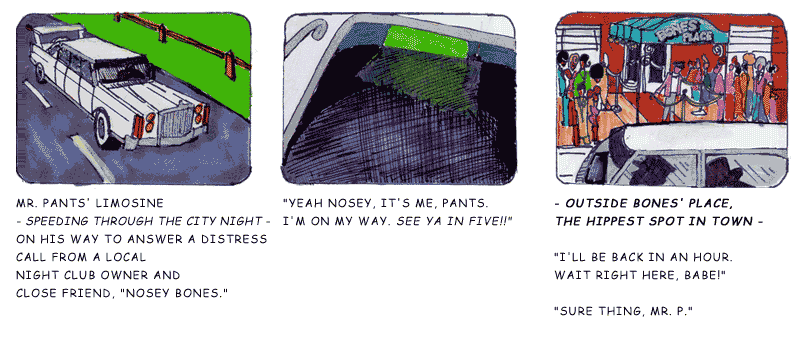 BONES'
PLACE
MR. PANTS' LIMOSINE
- SPEEDING THROUGH THE CITY NIGHT -
ON HIS WAY TO ANSWER A DISTRESS
CALL FROM A LOCAL
NIGHT CLUB OWNER AND
CLOSE FRIEND, "NOSEY BONES."
"YEAH NOSEY, IT'S ME, PANTS.
I'M ON MY WAY. SEE YA IN FIVE!!"
- OUTSIDE BONES' PLACE,
THE HIPPEST SPOT IN TOWN -
"I'LL BE BACK IN AN HOUR.
WAIT RIGHT HERE, BABE!"
"SURE THING, MR. P."